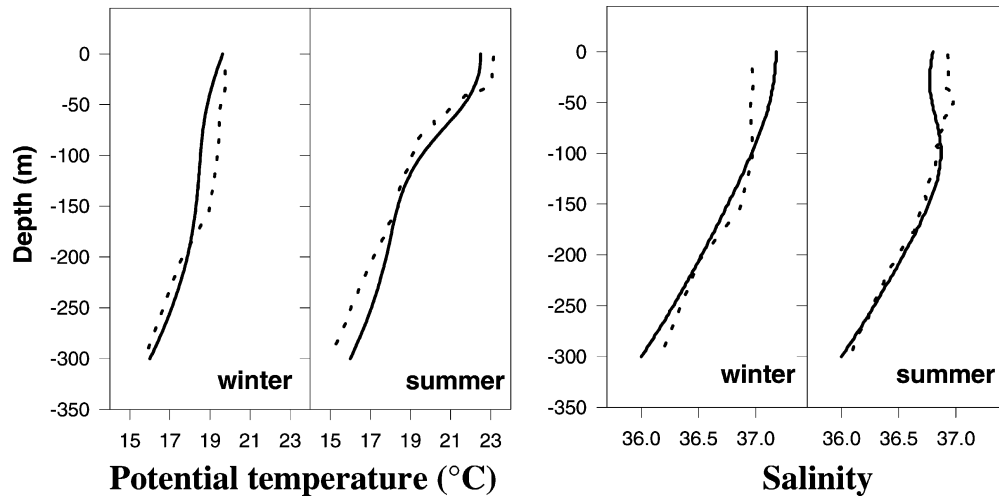 Depth (m)
0
-50
-100
-150
-200
-250
-300
-350
winter
summer
15 17 19 21 23 15 17 19 21 23
Potential temperature (°C)
0
-50
-100
-150
-200
-250
-300
-350
winter
summer
36.0 36.5 37.0 36.0 36.5 37.0
Salinity